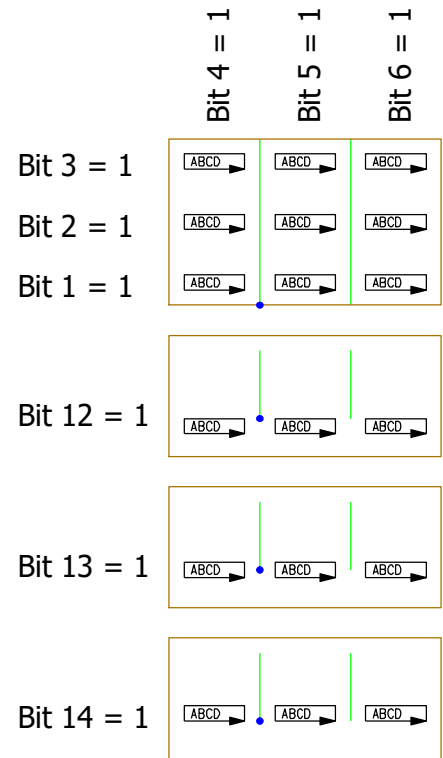 Bit 4 = 1
Bit 5 = 1
Bit 6 = 1
Bit 3 = 1
ABCD ABCD ABCD
Bit 2 = 1
ABCD ABCD ABCD
Bit 1 = 1
ABCD ABCD ABCD
Bit 12 = 1
ABCD ABCD ABCD
Bit 13 = 1
ABCD ABCD ABCD
Bit 14 = 1
ABCD ABCD ABCD